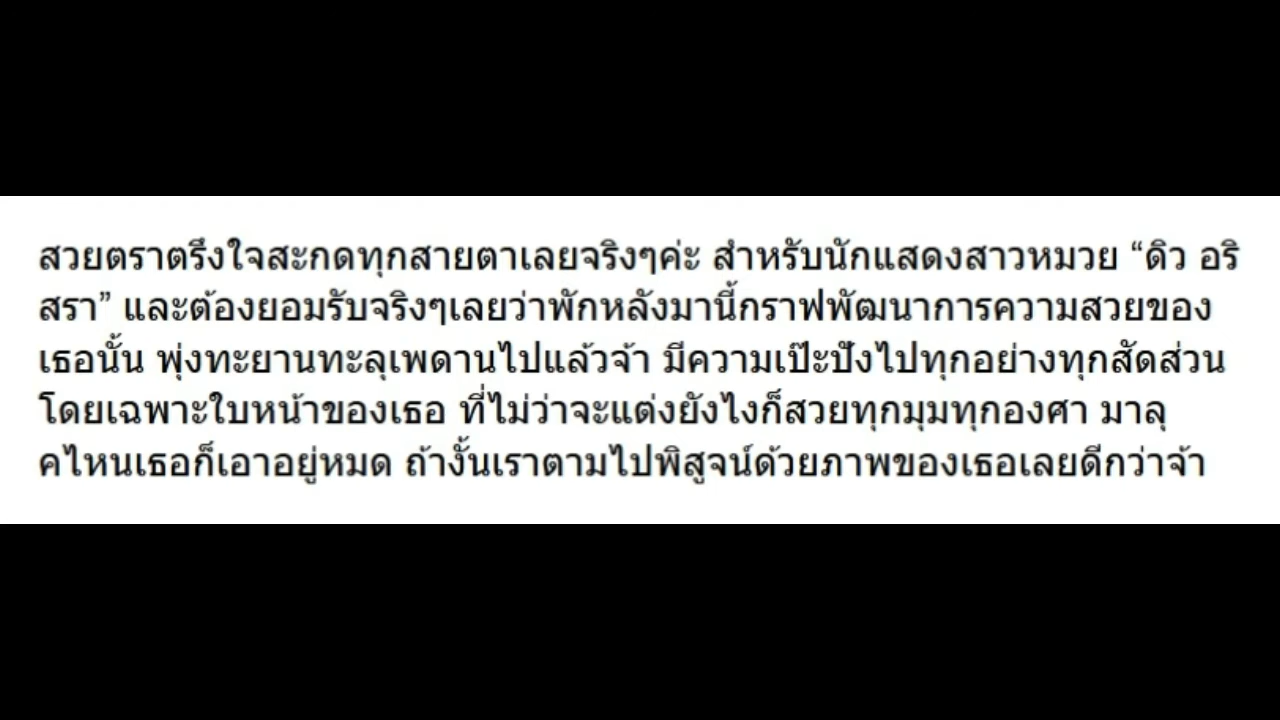 สวยตราตรึงใจสะกดทุกสายตาเลยจริงๆค่ะ สำหรับนักแสดงสาวหมวย “ดิว อริ
สรา” และต้องยอมรับจริงๆเลยว่าพักหลังมานี้กราฟพัฒนาการความสวยของ
เธอนั้น พุ่งทะยานทะลุเพดานไปแล้วจ้า มีความเป๊ะปังไปทุกอย่างทุกสัดส่วน
โดยเฉพาะใบหน้าของเธอ ที่ไม่ว่าจะแต่งยังไงก็สวยทุกมุมทุกองศา มาลุ
คไหนเธอก็เอาอยู่หมด ถ้างั้นเราตามไปพิสูจน์ด้วยภาพของเธอเลยดีกว่าจ้า